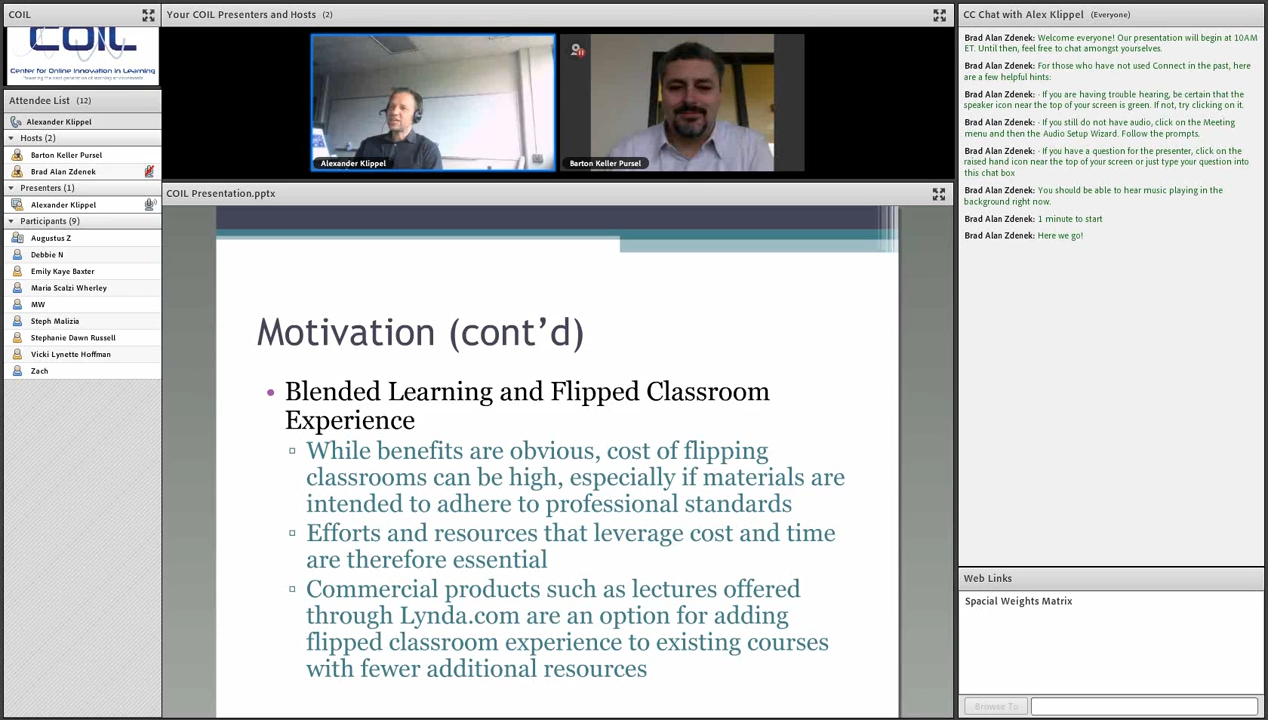 COIL
COIL
Center for Online Innovation in Learning
Attendee List (12)
Alexander Klippel
Hosts (2)
Barton Keller Pursel
Brad Alan Zdenek
Presenters (1)
Alexander Klippel
Participants (9)
Augustus Z
Debbie N
Emily Kaye Baxter
Maria Scalzi Wherley
MW
Steph Malizia
Stephanie Dawn Russell
Vicki Lynette Hoffman
Zach
Your COIL Presenters and Hosts (2)
Alexander Klippel
Barton Keller Pursel
COIL Presentation.pptx
Motivation (cont’d)
• Blended Learning and Flipped Classroom
Experience
▫ While benefits are obvious, cost of flipping
classrooms can be high, especially if materials are
intended to adhere to professional standards
▫ Efforts and resources that leverage cost and time
are therefore essential
▫ Commercial products such as lectures offered
through Lynda.com are an option for adding
flipped classroom experience to existing courses
with fewer additional resources
CC Chat with Alex Klippel (Everyone)
Brad Alan Zdenek: Welcome everyone! Our presentation will begin at 10AM
ET. Until then, feel free to chat amongst yourselves.
Brad Alan Zdenek: For those who have not used Connect in the past, here
are a few helpful hints:
Brad Alan Zdenek: · If you are having trouble hearing, be certain that the
speaker icon near the top of your screen is green. If not, try clicking on it.
Brad Alan Zdenek: · If you still do not have audio, click on the Meeting
menu and then the Audio Setup Wizard. Follow the prompts.
Brad Alan Zdenek: · If you have a question for the presenter, click on the
raised hand icon near the top of your screen or just type your question into
this chat box
Brad Alan Zdenek: You should be able to hear music playing in the
background right now.
Brad Alan Zdenek: 1 minute to start
Brad Alan Zdenek: Here we go!
Web Links
Spacial Weights Matrix
Browse To